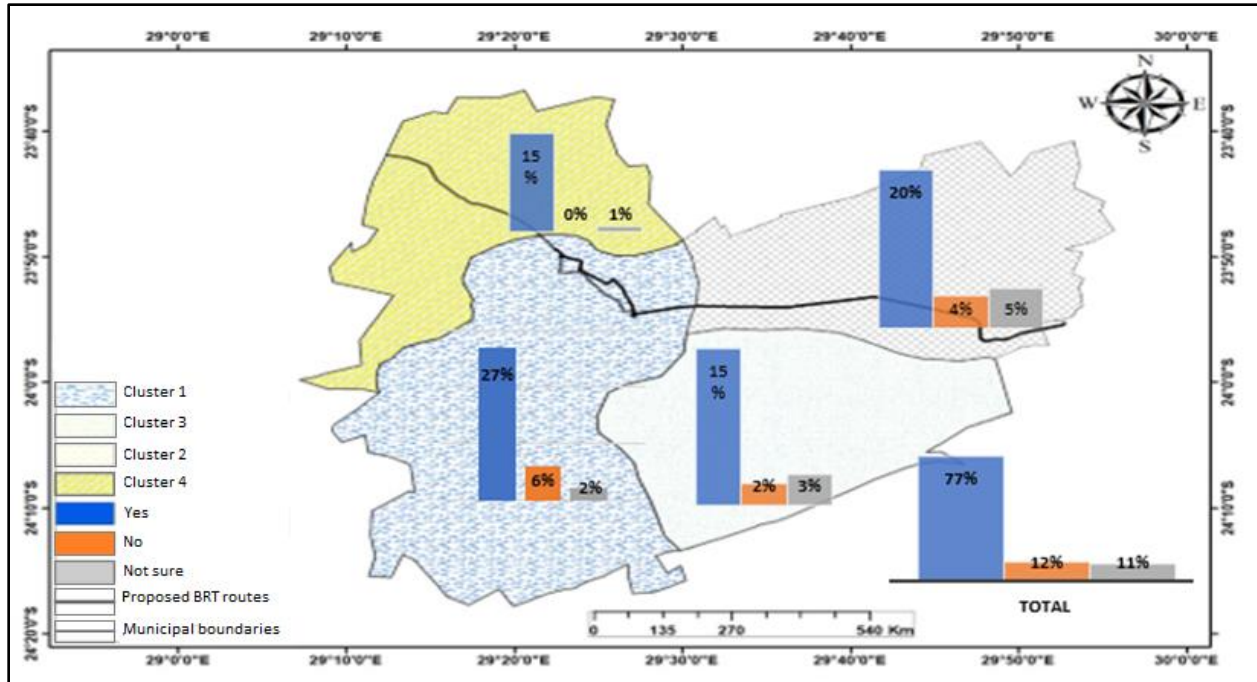 29°0'0"E 29°10'0"E 29°20'0"E 29°30'0"E 29°40'0"E 29°50'0"E 30°0'0"E
N
W E
S
23°40'0"S 23°40'0"S
15
%
0% 1%
20%
4% 5%
23°50'0"S 23°50'0"S
24°0'0"S 24°0'0"S
27%
6%
2%
15
%
2% 3%
77%
12% 11%
TOTAL
Cluster 1
Cluster 3
Cluster 2
Cluster 4
Yes
No
Not sure
Proposed BRT routes
Municipal boundaries
24°10'0"S 24°10'0"S
24°20'0"S 24°20'0"S
0 135 270 540 Km
29°0'0"E 29°10'0"E 29°20'0"E 29°30'0"E 29°40'0"E 29°50'0"E 30°0'0"E